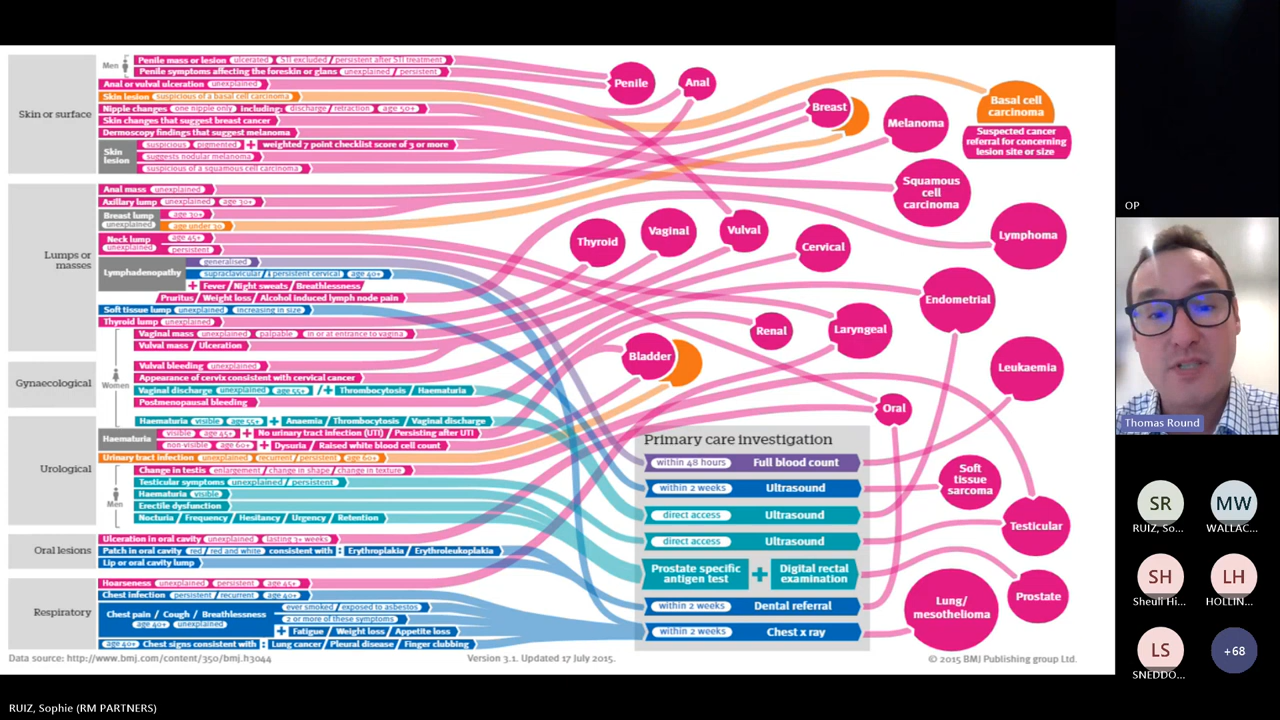 Skin or surface
Men
Penile mass or lesion ulcerated STI excluded / persistent after STI treatment
Penile symptoms affecting the foreskin or glans unexplained / persistent
Anal or vulval ulceration unexplained
Skin lesion suspicious of a basal cell carcinoma
Nipple changes one nipple only including: discharge / retraction age 50+
Skin changes that suggest breast cancer
Dermoscopy findings that suggest melanoma
Skin lesion
suspicious pigmented + weighted 7 point checklist score of 3 or more
suggests nodular melanoma
suspicious of a squamous cell carcinoma
Lumps or masses
Anal mass unexplained
Axillary lump unexplained age 30+
Breast lump unexplained
age 30+
age under 30
Neck lump unexplained
age 45+
persistent
Lymphadenopathy
generalised
supraclavicular / persistent cervical age 40+
+ Fever / Night sweats / Breathlessness
Pruritus / Weight loss / Alcohol induced lymph node pain
Soft tissue lump unexplained increasing in size
Thyroid lump unexplained
Women
Vaginal mass unexplained palpable in or at entrance to vagina
Vulval mass / Ulceration
Gynaecological
Vulval bleeding unexplained
Appearance of cervix consistent with cervical cancer
Vaginal discharge unexplained age 55+ / + Thrombocytosis / Haematuria
Postmenopausal bleeding
Urological
Haematuria visible age 55+ + Anaemia / Thrombocytosis / Vaginal discharge
Haematuria
visible age 45+ + No urinary tract infection (UTI) / Persisting after UTI
non visible age 60+ + Dysuria / Raised white blood cell count
Urinary tract infection unexplained recurrent / persistent age 60+
Men
Change in testis enlargement / change in shape / change in texture
Testicular symptoms unexplained / persistent
Haematuria visible
Erectile dysfunction
Nocturia / Frequency / Hesitancy / Urgency / Retention
Oral lesions
Ulceration in oral cavity unexplained lasting 3+ weeks
Patch in oral cavity red / red and white consistent with : Erythroplakia / Erythroleukoplakia
Lip or oral cavity lump
Respiratory
Hoarseness unexplained persistent age 45+
Chest infection persistent / recurrent age 40+
Chest pain / Cough / Breathlessness
age 40+ unexplained
ever smoked / exposed to asbestos
2 or more of these symptoms
+ Fatigue / Weight loss / Appetite loss
age 40+ Chest signs consistent with : Lung cancer / Pleural disease / Finger clubbing
Penile
Anal
Breast
Melanoma
Basal cell carcinoma
Suspected cancer referral for concerning lesion site or size
Squamous cell carcinoma
Thyroid
Vaginal
Vulval
Cervical
Lymphoma
Endometrial
Renal
Laryngeal
Bladder
Leukaemia
Oral
Primary care investigation
within 48 hours Full blood count
within 2 weeks Ultrasound
direct access Ultrasound
direct access Ultrasound
Prostate specific antigen test + Digital rectal examination
within 2 weeks Dental referral
within 2 weeks Chest x ray
Soft tissue sarcoma
Testicular
Prostate
Lung/ mesothelioma
Data source: http://www.bmj.com/content/350/bmj.h3044
Version 3.1. Updated 17 July 2015.
© 2015 BMJ Publishing group Ltd.
OP
Thomas Round
SR
RUIZ, So...
MW
WALLAC...
SH
Sheuli Hi...
LH
HOLLIN...
LS
SNEDDO...
+68
RUIZ, Sophie (RM PARTNERS)